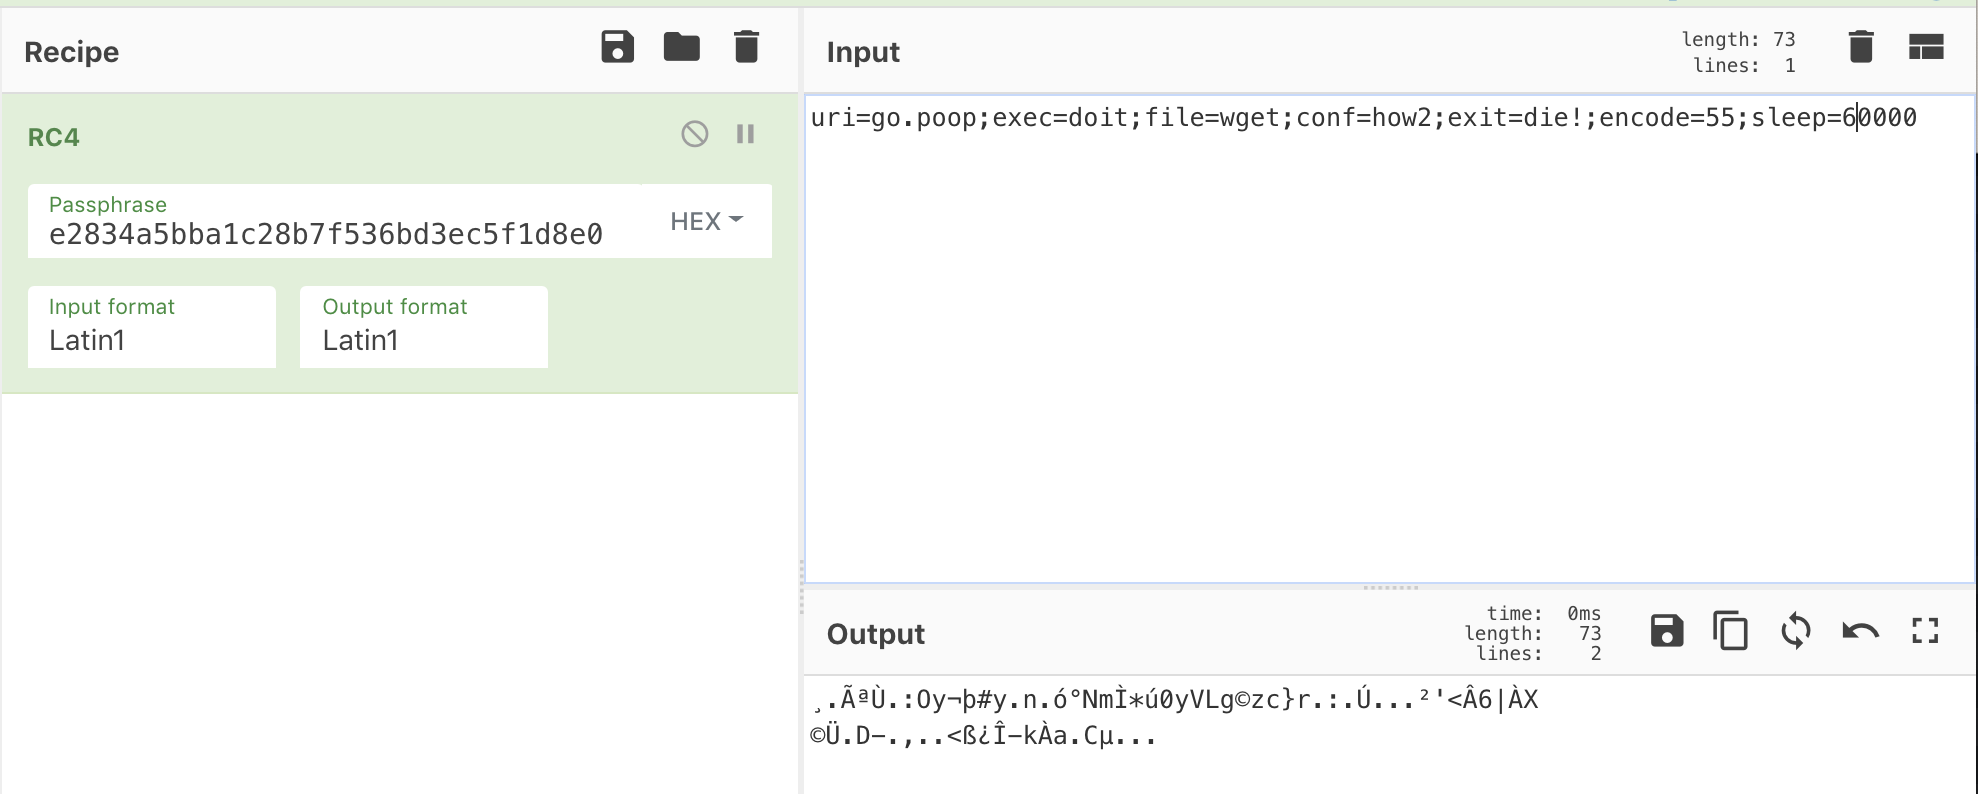 Recipe
Input
length: 73
lines: 1
RC4
Passphrase
e2834a5bba1c28b7f536bd3ec5f1d8e0
HEX
Input format
Latin1
Output format
Latin1
uri=go.poop;exec=doit;file=wget;conf=how2;exit=die!;encode=55;sleep=60000
Output
time: 0ms
length: 73
lines: 2
¸.ÃªÙ.:Oy¬þ#y.n.ó°NmÌ*ú0yVLg©zc}r.:.Ú...²'<Â6|ÀX
©Ü.D–.,..<ß¿Î–kÀa.Cµ...